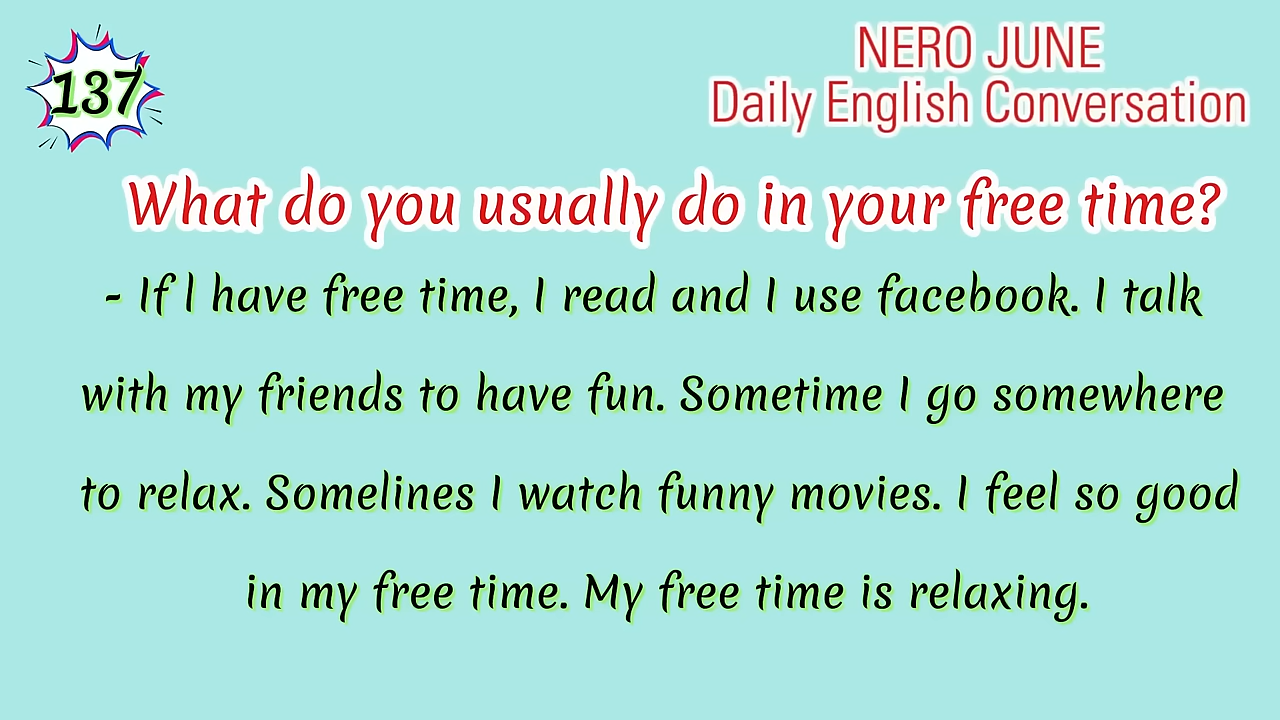 137
NERO JUNE
Daily English Conversation
What do you usually do in your free time?
- If l have free time, I read and I use facebook. I talk
with my friends to have fun. Sometime I go somewhere
to relax. Somelines I watch funny movies. I feel so good
in my free time. My free time is relaxing.